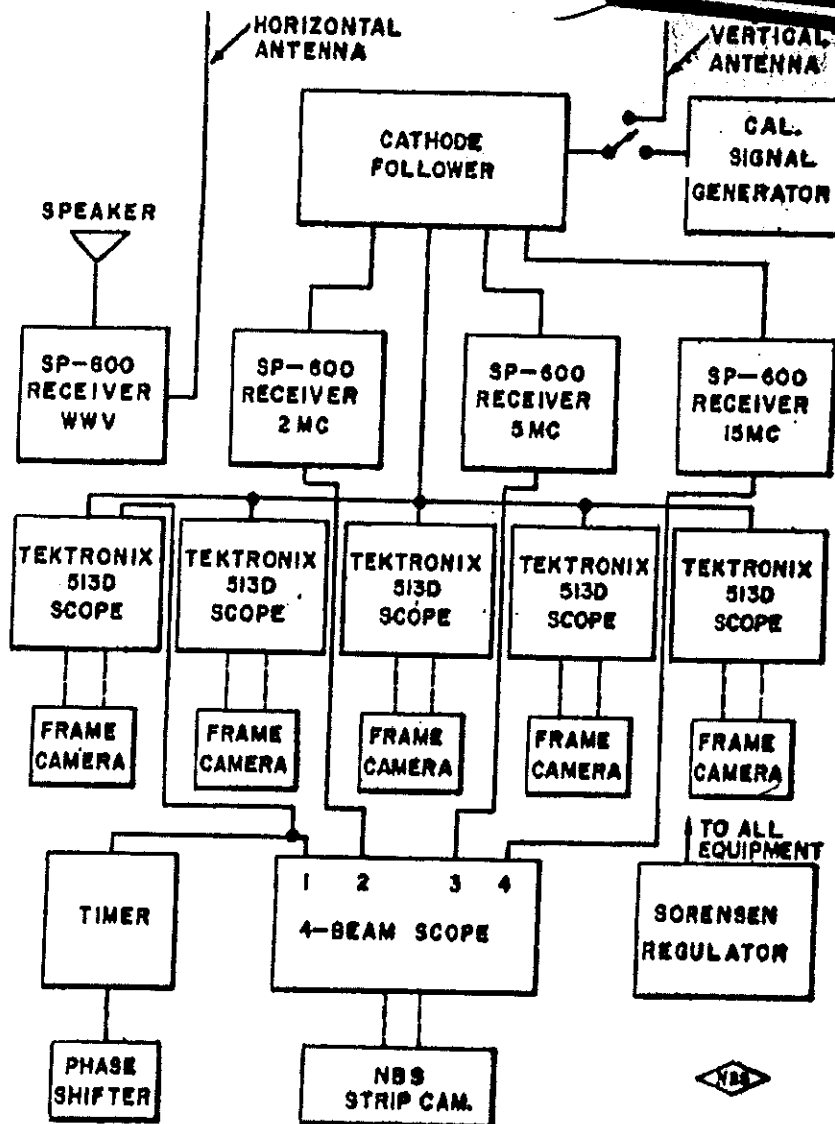 HORIZONTAL
ANTENNA
VERTICAL
ANTENNA
CATHODE
FOLLOWER
CAL.
SIGNAL
GENERATOR
SPEAKER
SP-600
RECEIVER
WWV
SP-600
RECEIVER
2 MC
SP-600
RECEIVER
5 MC
SP-600
RECEIVER
15 MC
TEKTRONIX
513D
SCOPE
TEKTRONIX
513D
SCOPE
TEKTRONIX
513D
SCOPE
TEKTRONIX
513D
SCOPE
TEKTRONIX
513D
SCOPE
FRAME
CAMERA
FRAME
CAMERA
FRAME
CAMERA
FRAME
CAMERA
FRAME
CAMERA
TO ALL
EQUIPMENT
TIMER
1 2 3 4
4-BEAM SCOPE
SORENSEN
REGULATOR
PHASE
SHIFTER
NBS
STRIP CAM.
NBS